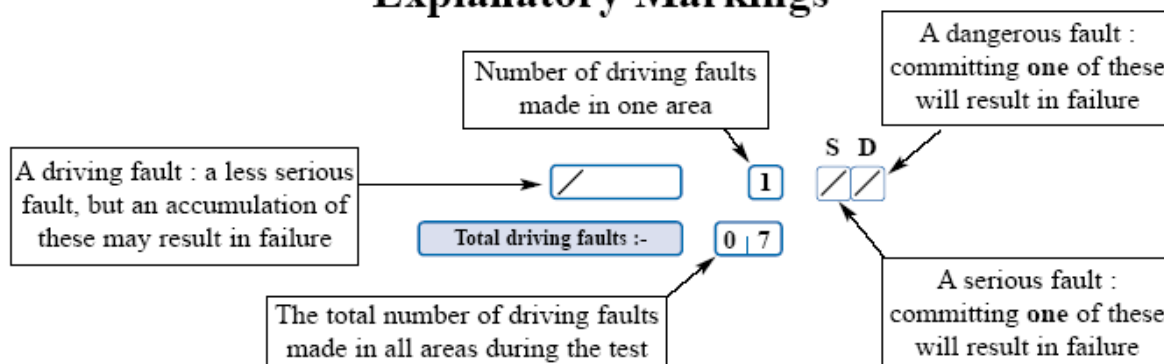 Explanatory Markings
A dangerous fault :
committing one of these
will result in failure
Number of driving faults
made in one area
S D
A driving fault : a less serious
fault, but an accumulation of
these may result in failure
/ 1 / /
Total driving faults :- 0 7
A serious fault :
committing one of these
will result in failure
The total number of driving faults
made in all areas during the test